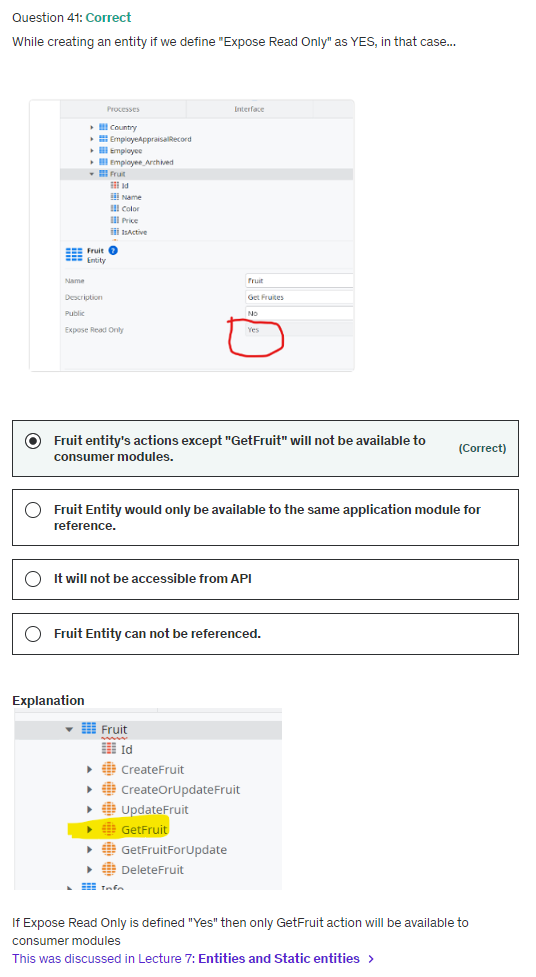 Question 41: Correct
While creating an entity if we define "Expose Read Only" as YES, in that case...
Processes
Interface
Country
EmployeAppraisalRecord
Employee
Employee_Archived
Fruit
Id
Name
Color
Price
IsActive
Fruit ?
Entity
Name Fruit
Description Get Fruites
Public No
Expose Read Only Yes
Fruit entity's actions except "GetFruit" will not be available to
consumer modules.
(Correct)
Fruit Entity would only be available to the same application module for
reference.
It will not be accessible from API
Fruit Entity can not be referenced.
Explanation
Fruit
Id
CreateFruit
CreateOrUpdateFruit
UpdateFruit
GetFruit
GetFruitForUpdate
DeleteFruit
If Expose Read Only is defined "Yes" then only GetFruit action will be available to
consumer modules
This was discussed in Lecture 7: Entities and Static entities >